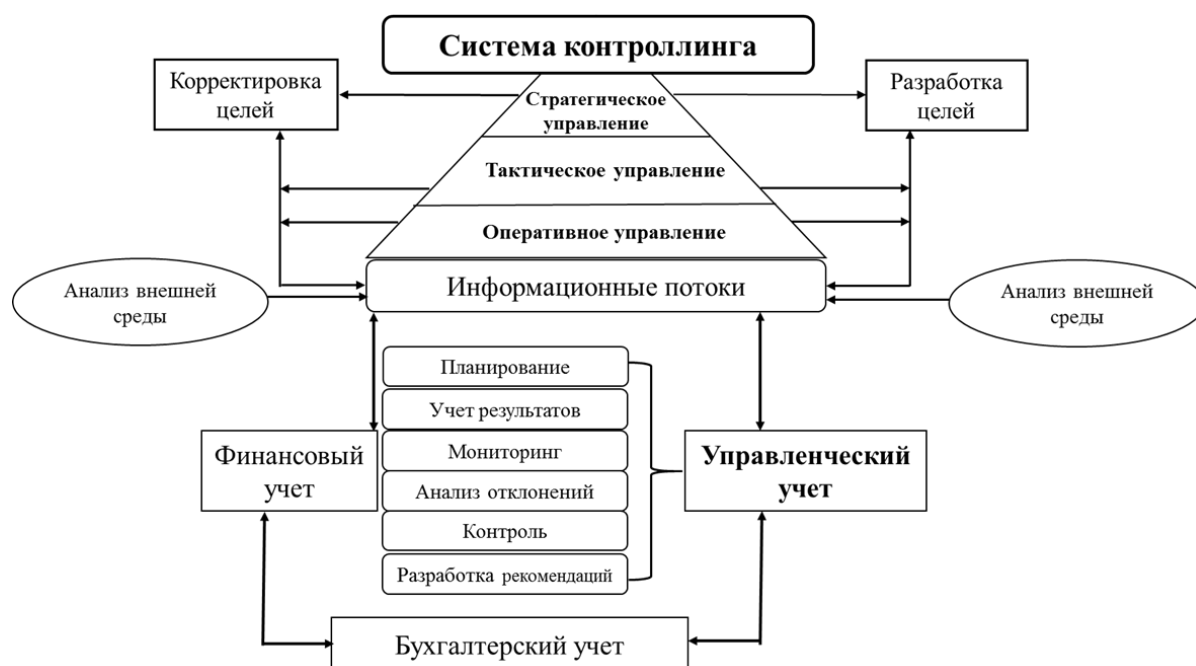 Система контроллинга
Корректировка
целей
Стратегическое
управление
Разработка
целей
Тактическое управление
Оперативное управление
Анализ внешней
среды
Информационные потоки
Анализ внешней
среды
Планирование
Учет результатов
Мониторинг
Анализ отклонений
Контроль
Разработка рекомендаций
Финансовый
учет
Управленческий
учет
Бухгалтерский учет